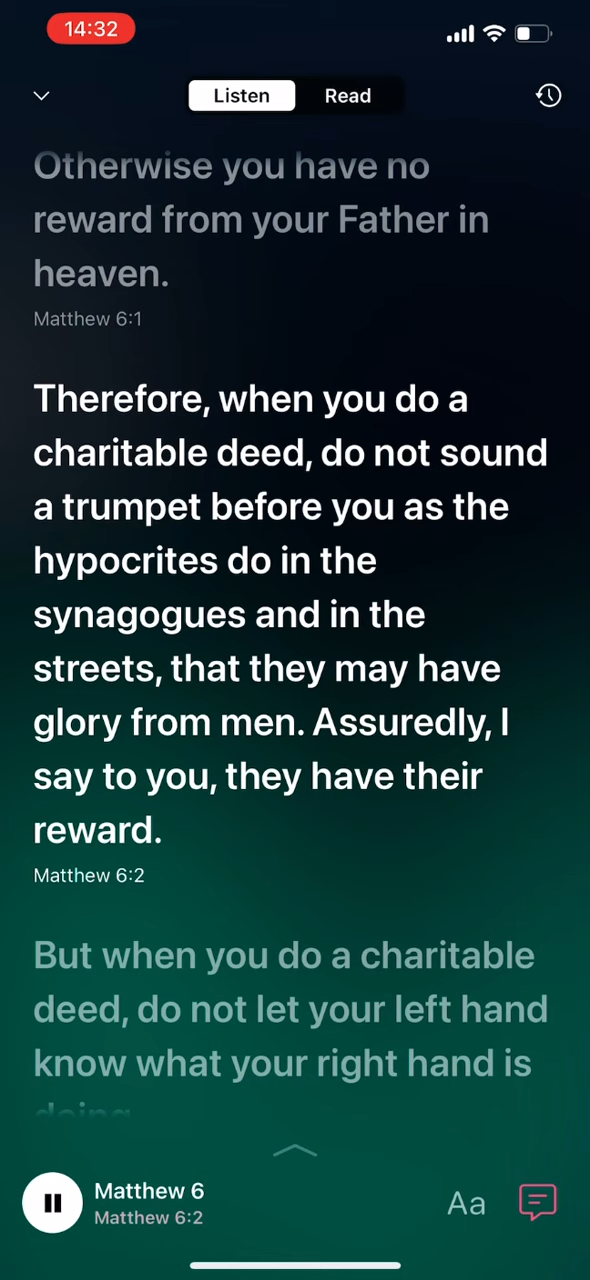 14:32
Listen
Read
Otherwise you have no
reward from your Father in
heaven.
Matthew 6:1
Therefore, when you do a
charitable deed, do not sound
a trumpet before you as the
hypocrites do in the
synagogues and in the
streets, that they may have
glory from men. Assuredly, I
say to you, they have their
reward.
Matthew 6:2
But when you do a charitable
deed, do not let your left hand
know what your right hand is
doing
Matthew 6
Matthew 6:2
Aa